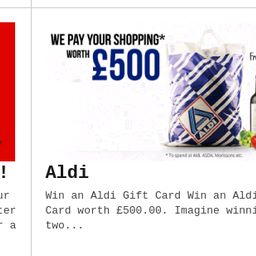 WE PAY YOUR SHOPPING*
WORTH £500
ALDI
* To spend at Aldi, ASDA, Morrisons etc.
! Aldi
ur Win an Aldi Gift Card Win an Aldi
ter Card worth £500.00. Imagine winni
r a two...